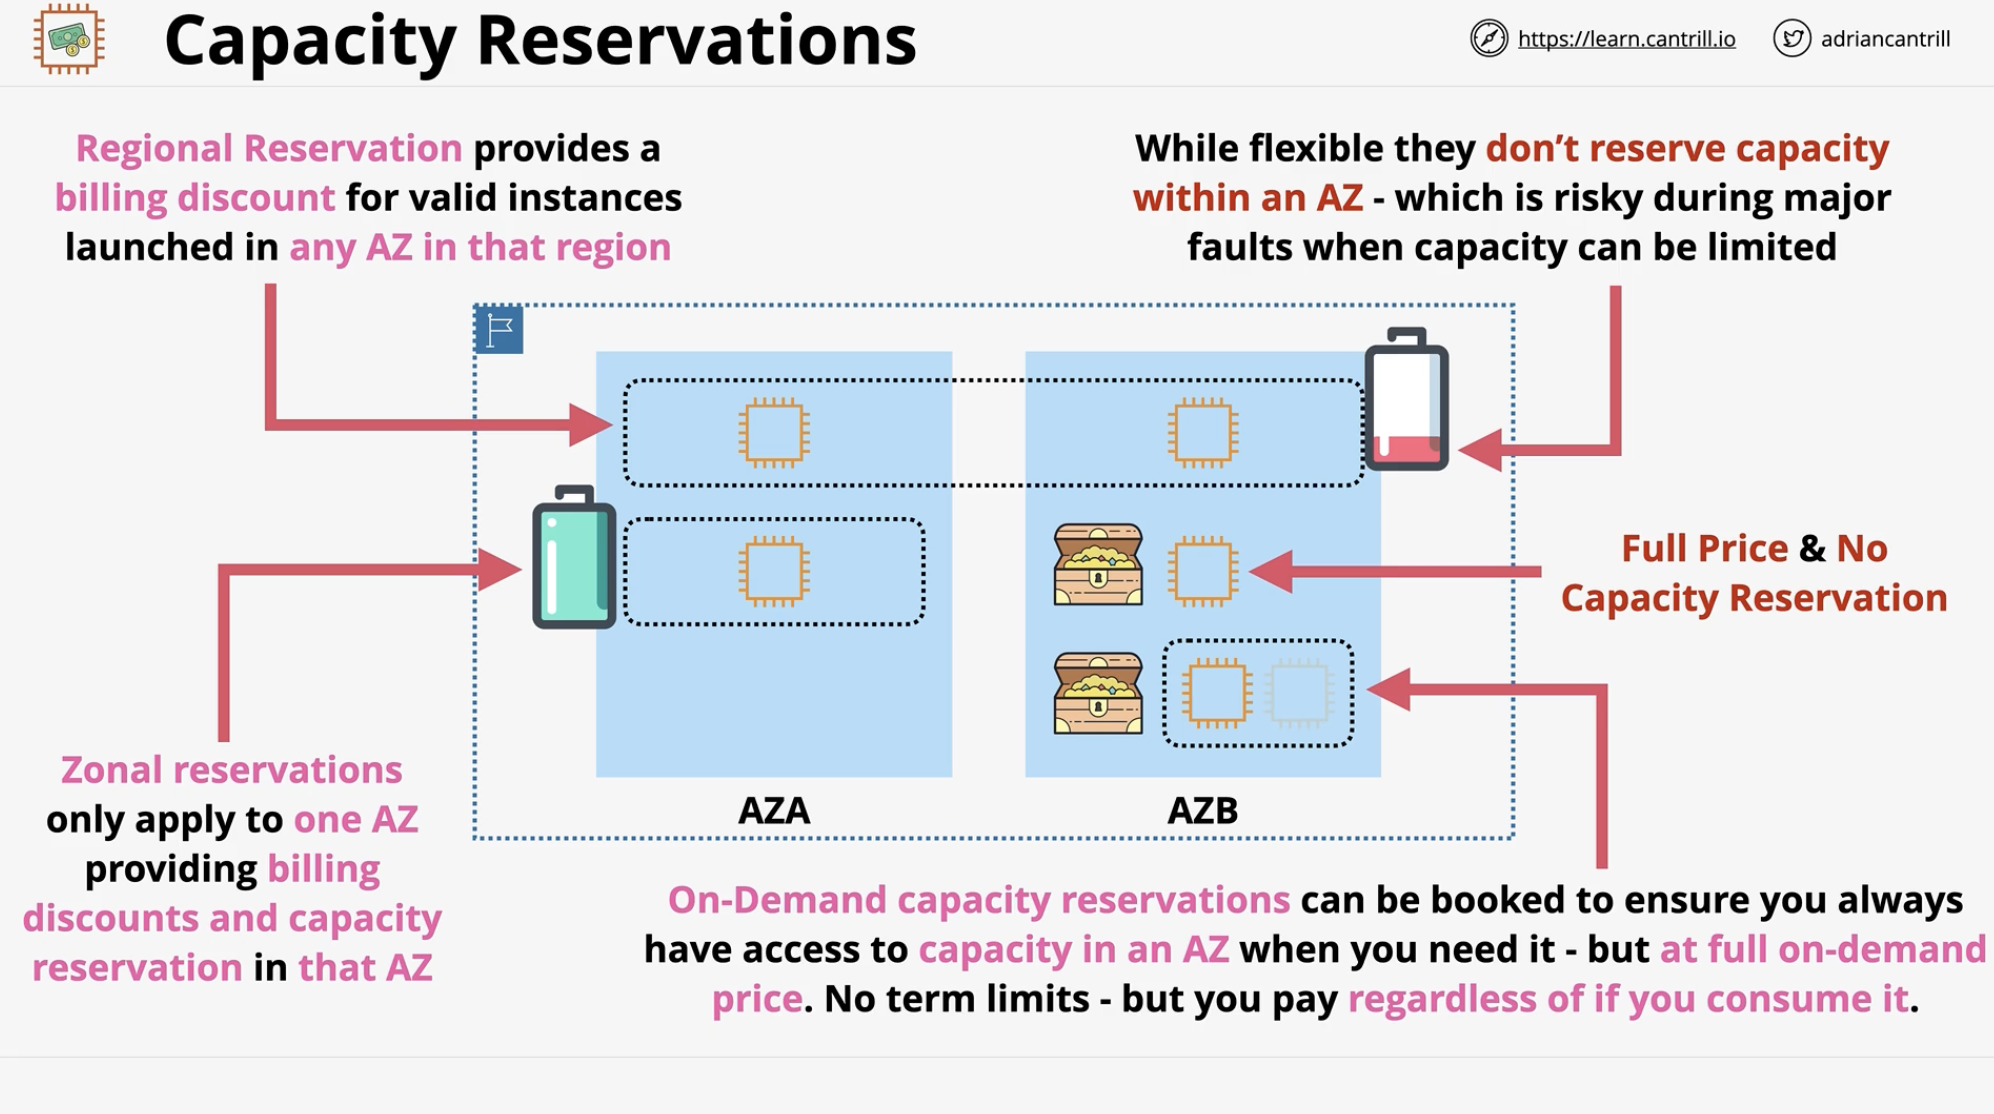 Capacity Reservations
https://learn.cantrill.io
adriancantrill
Regional Reservation provides a
billing discount for valid instances
launched in any AZ in that region
While flexible they don’t reserve capacity
within an AZ - which is risky during major
faults when capacity can be limited
Full Price & No
Capacity Reservation
Zonal reservations
only apply to one AZ
providing billing
discounts and capacity
reservation in that AZ
AZA
AZB
On-Demand capacity reservations can be booked to ensure you always
have access to capacity in an AZ when you need it - but at full on-demand
price. No term limits - but you pay regardless of if you consume it.